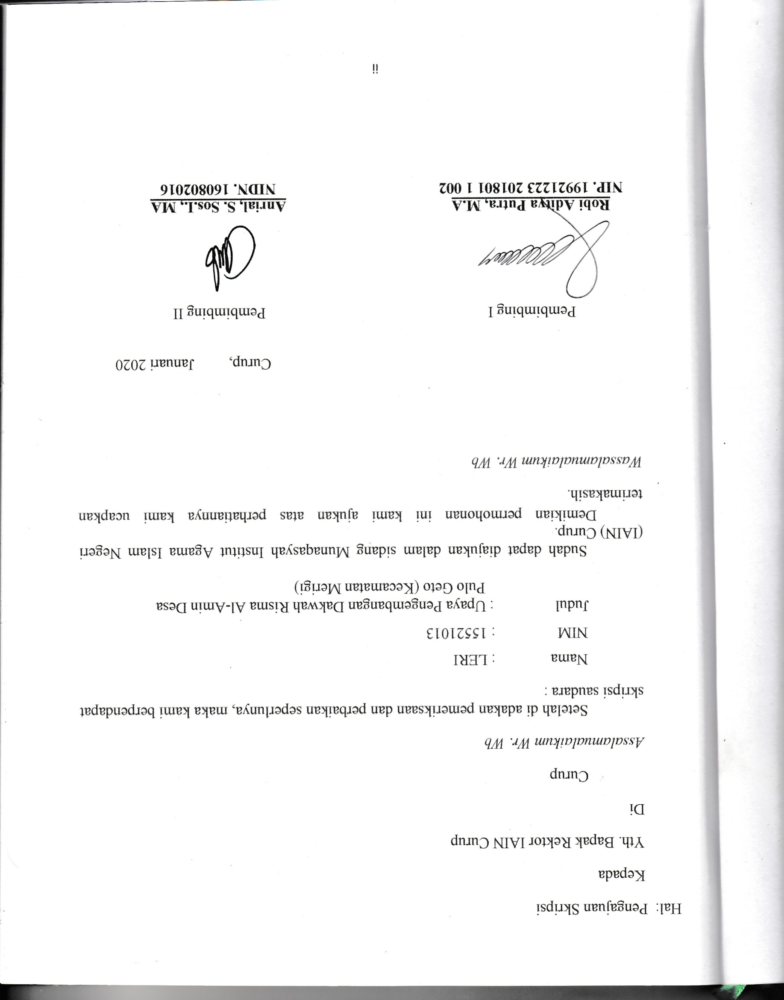 Hal: Pengajuan Skripsi
Kepada
Yth. Bapak Rektor IAIN Curup
Di
Curup
Assalamualaikum Wr. Wb
Setelah di adakan pemeriksaan dan perbaikan seperlunya, maka kami berpendapat
skripsi saudara :
Nama : LERI
NIM : 15521013
Judul : Upaya Pengembangan Dakwah Risma Al-Amin Desa
Pulo Geto (Kecamatan Merigi)
Sudah dapat diajukan dalam sidang Munaqasyah Institut Agama Islam Negeri
(IAIN) Curup.
Demikian permohonan ini kami ajukan atas perhatiannya kami ucapkan
terimakasih.
Wassalamualaikum Wr. Wb
Curup, Januari 2020
Pembimbing I Pembimbing II
Robi Aditya Putra, M.A Anrial, S. Sos.I., MA
NIP. 19921223 201801 1 002 NIDN. 160802016
ii